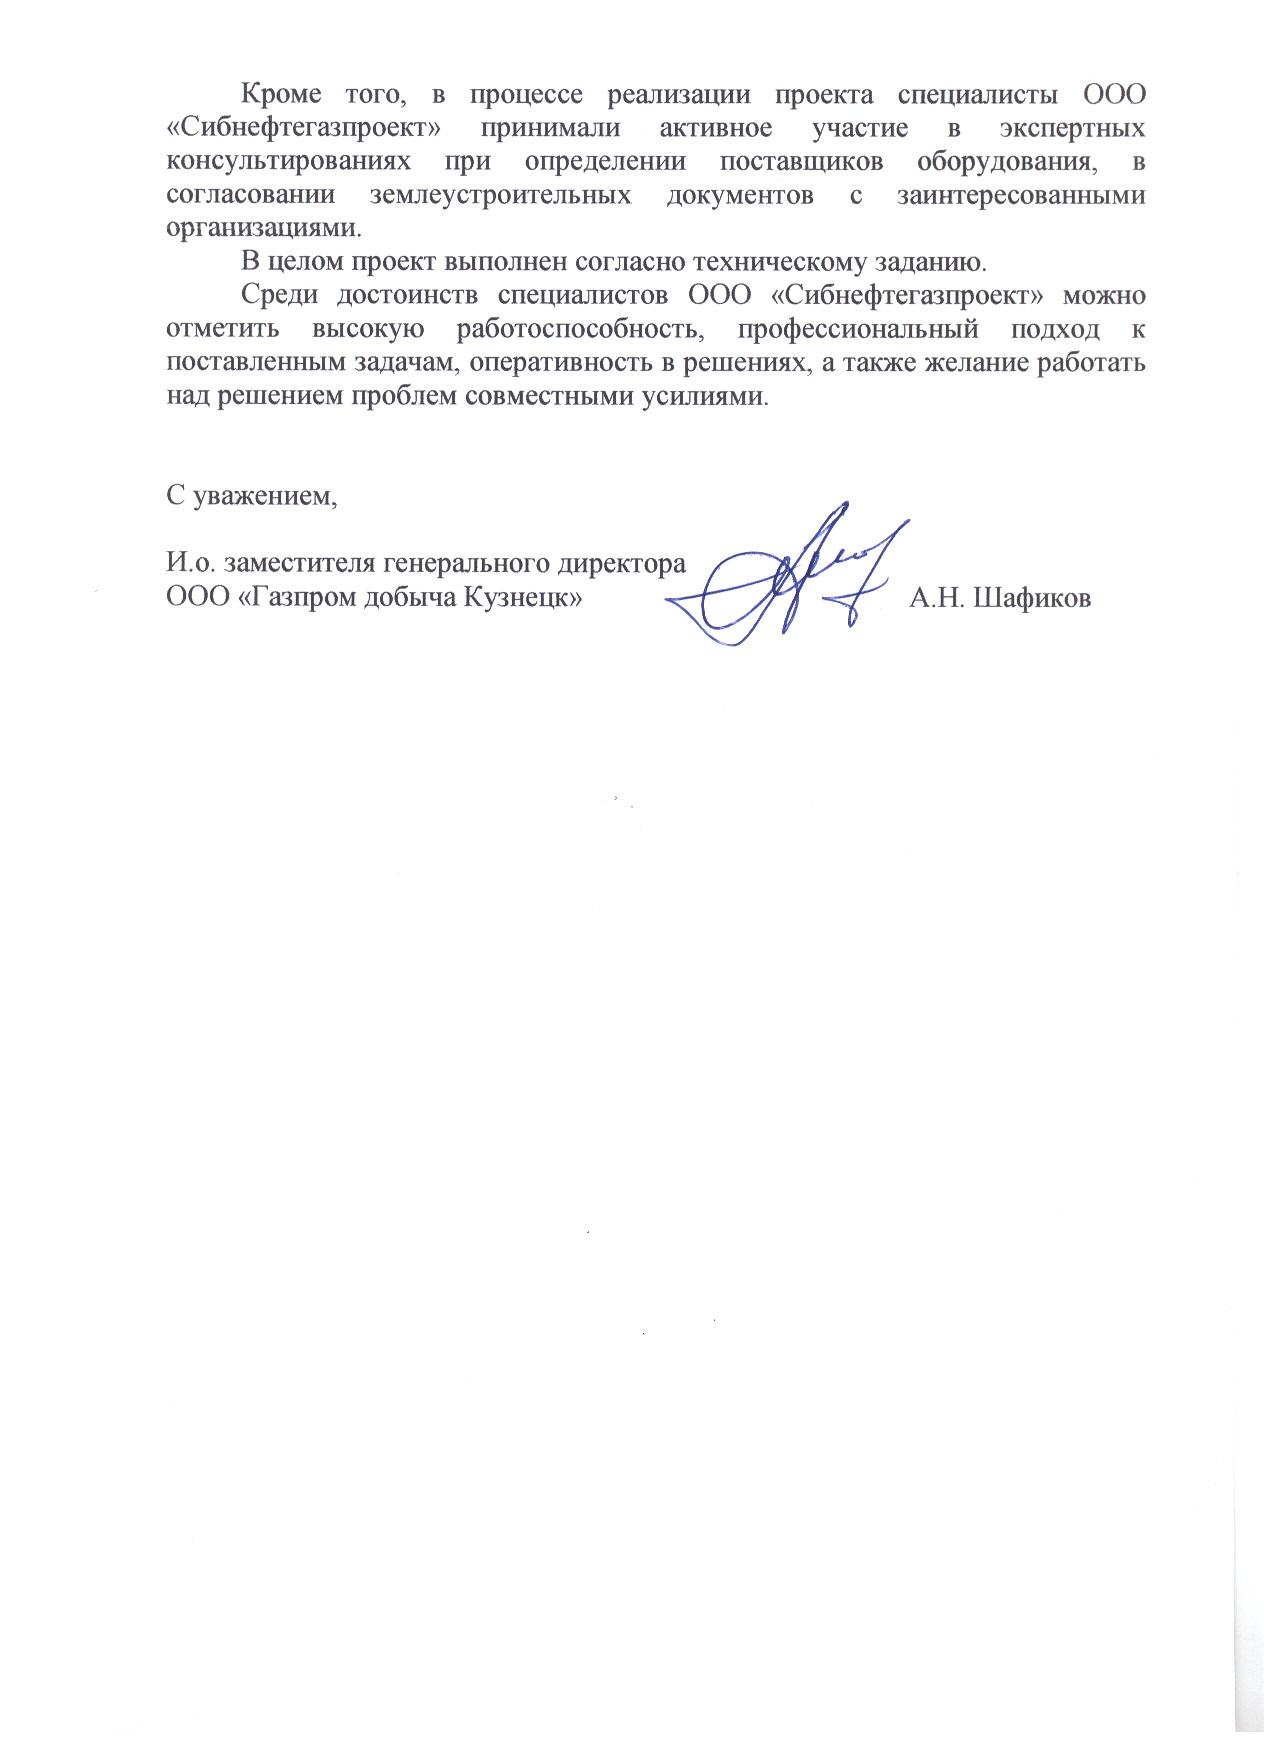 Кроме того, в процессе реализации проекта специалисты ООО
«Сибнефтегазпроект» принимали активное участие в экспертных
консультированиях при определении поставщиков оборудования, в
согласовании землеустроительных документов с заинтересованными
организациями.
В целом проект выполнен согласно техническому заданию.
Среди достоинств специалистов ООО «Сибнефтегазпроект» можно
отметить высокую работоспособность, профессиональный подход к
поставленным задачам, оперативность в решениях, а также желание работать
над решением проблем совместными усилиями.
С уважением,
И.о. заместителя генерального директора
ООО «Газпром добыча Кузнецк» А.Н. Шафиков